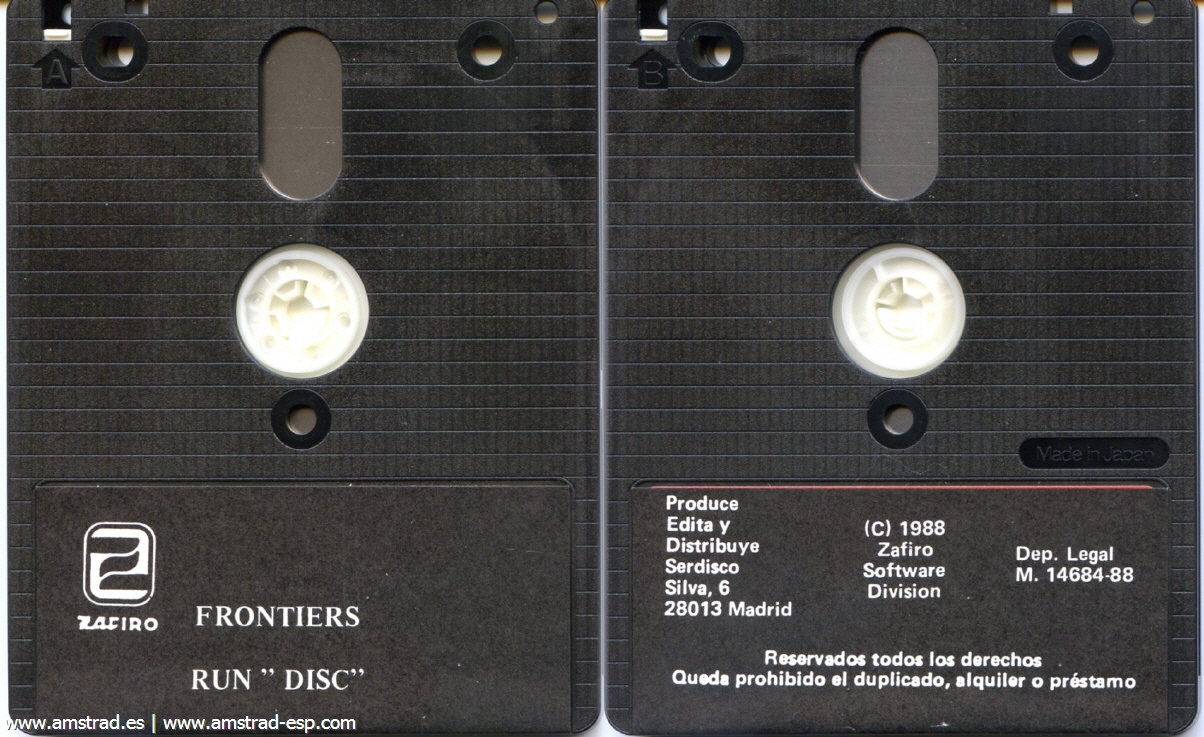 A
ZAFIRO
FRONTIERS
RUN " DISC"
B
Made in Japan
Produce
Edita y
Distribuye
Serdisco
Silva, 6
28013 Madrid
(C) 1988
Zafiro
Software
Division
Dep. Legal
M. 14684-88
Reservados todos los derechos
Queda prohibido el duplicado, alquiler o préstamo
www.amstrad.es | www.amstrad-esp.com